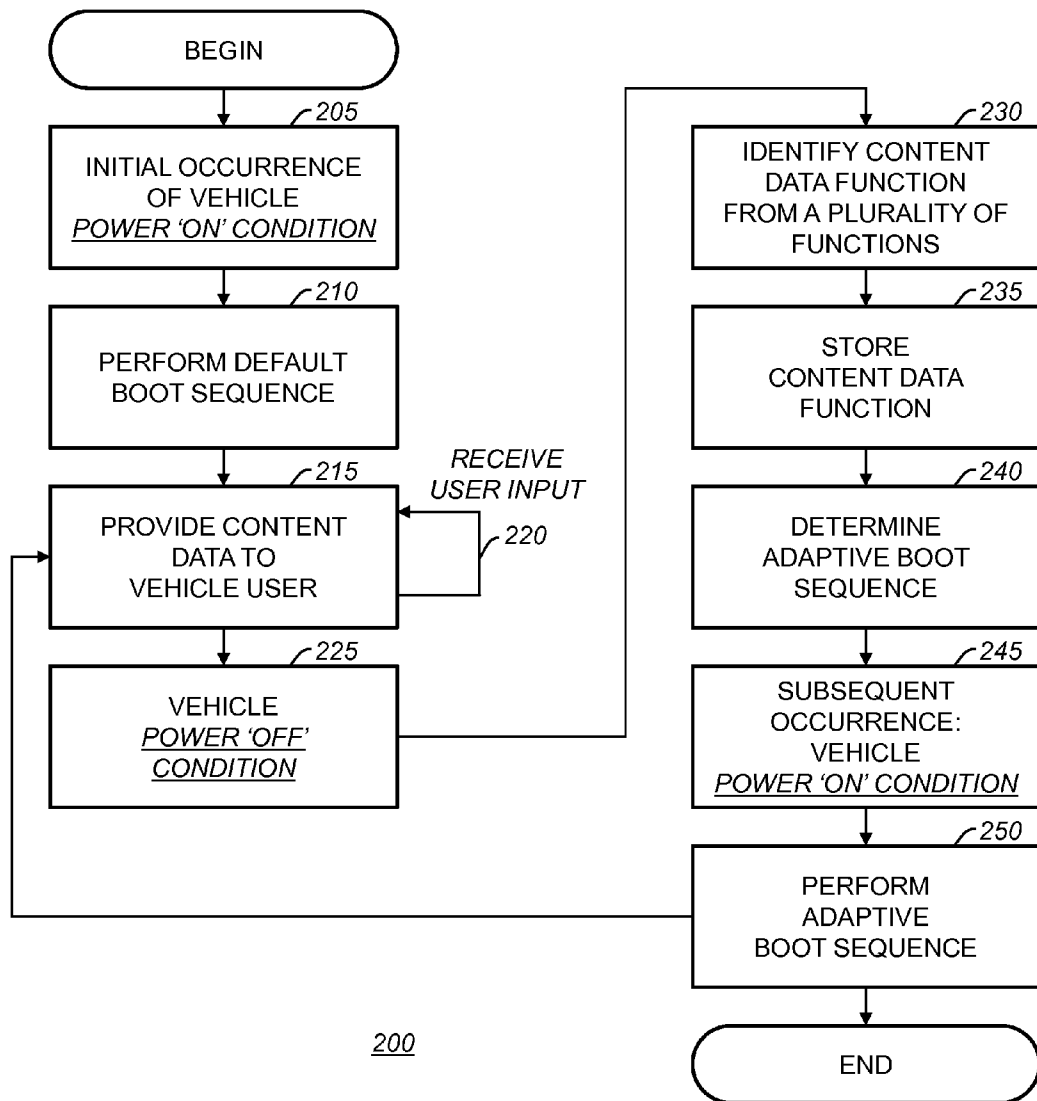 BEGIN
205
INITIAL OCCURRENCE
OF VEHICLE
POWER ‘ON’ CONDITION
210
PERFORM DEFAULT
BOOT SEQUENCE
215
PROVIDE CONTENT
DATA TO
VEHICLE USER
RECEIVE
USER INPUT
220
225
VEHICLE
POWER ‘OFF’
CONDITION
230
IDENTIFY CONTENT
DATA FUNCTION
FROM A PLURALITY OF
FUNCTIONS
235
STORE
CONTENT DATA
FUNCTION
240
DETERMINE
ADAPTIVE BOOT
SEQUENCE
245
SUBSEQUENT
OCCURRENCE:
VEHICLE
POWER ‘ON’ CONDITION
250
PERFORM
ADAPTIVE
BOOT SEQUENCE
END
200